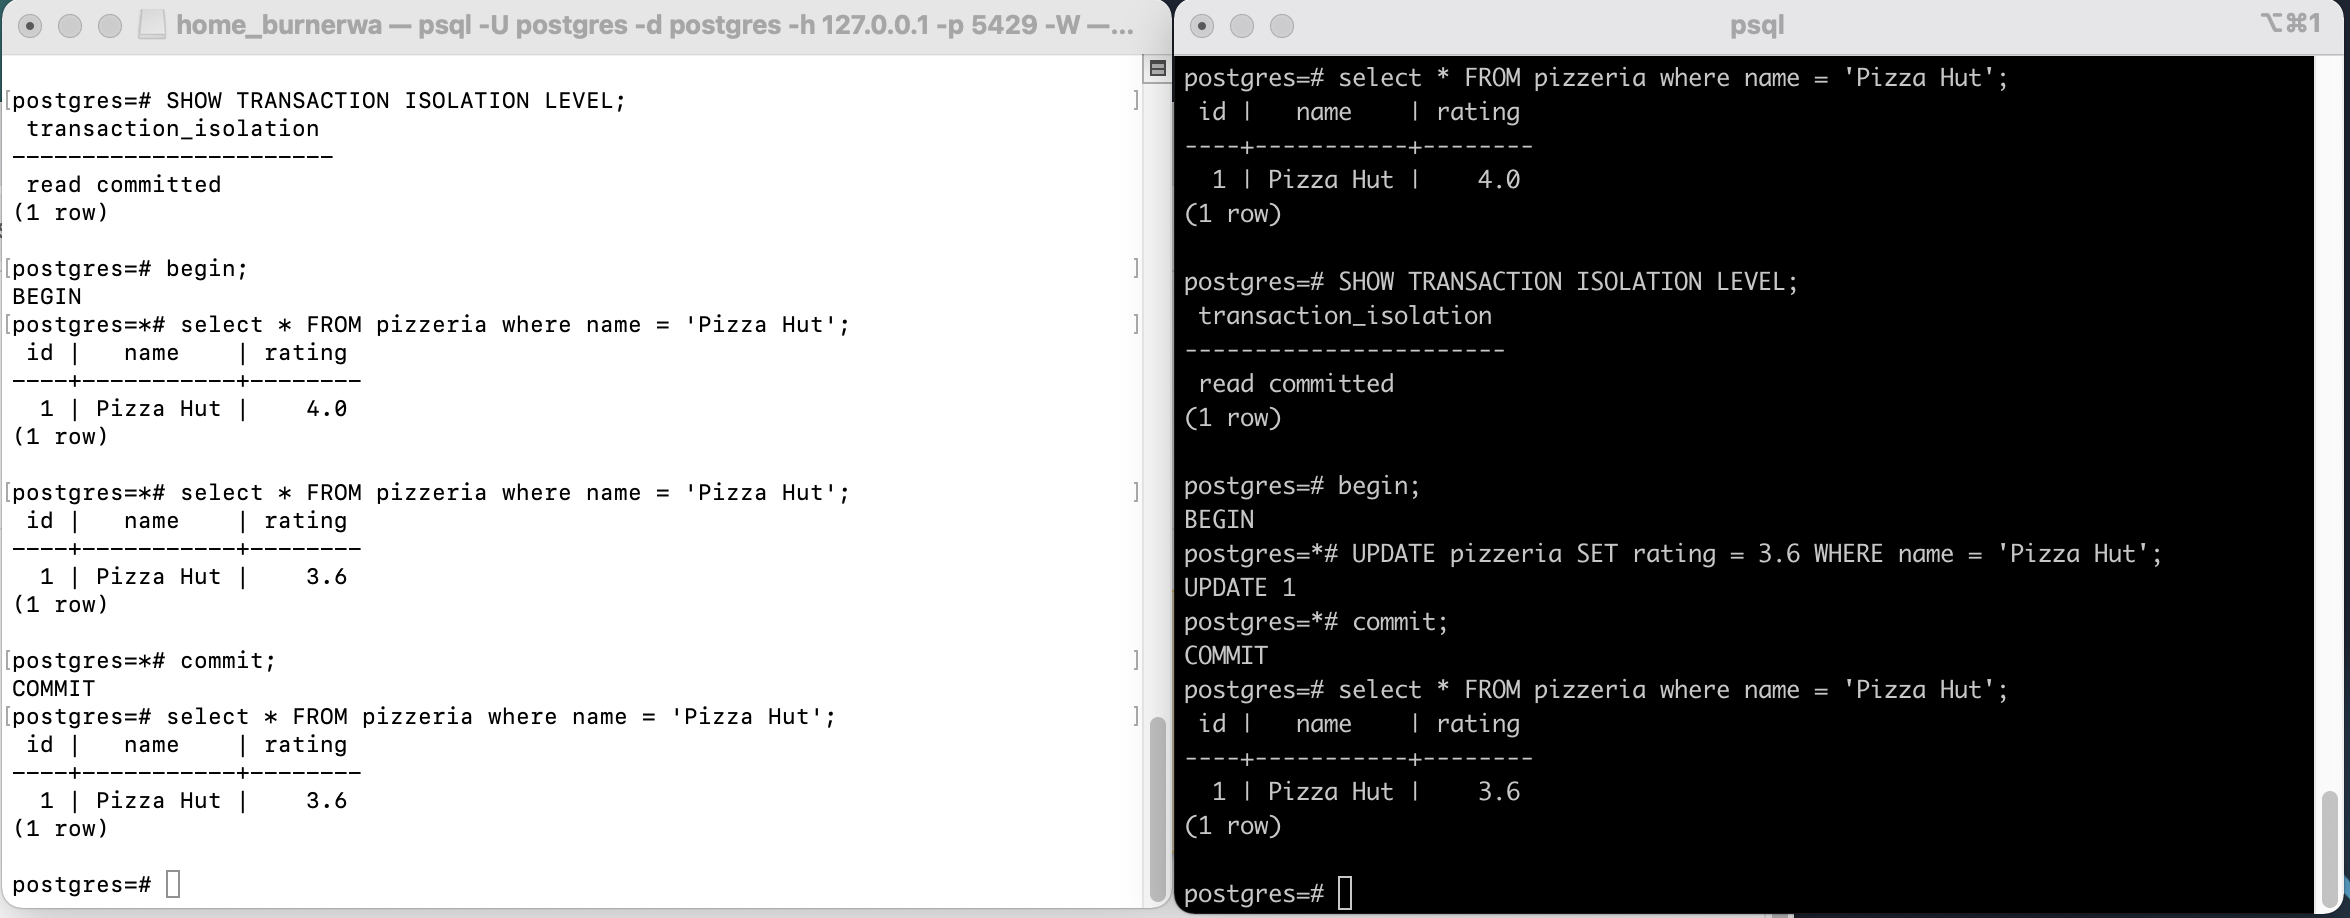 home_burnerwa — psql -U postgres -d postgres -h 127.0.0.1 -p 5429 -W —...
[postgres=# SHOW TRANSACTION ISOLATION LEVEL; ]
 transaction_isolation
-----------------------
 read committed
(1 row)
[postgres=# begin; ]
BEGIN
[postgres=*# select * FROM pizzeria where name = 'Pizza Hut'; ]
 id |   name    | rating
----+-----------+--------
  1 | Pizza Hut |    4.0
(1 row)
[postgres=*# select * FROM pizzeria where name = 'Pizza Hut'; ]
 id |   name    | rating
----+-----------+--------
  1 | Pizza Hut |    3.6
(1 row)
[postgres=*# commit; ]
COMMIT
[postgres=# select * FROM pizzeria where name = 'Pizza Hut'; ]
 id |   name    | rating
----+-----------+--------
  1 | Pizza Hut |    3.6
(1 row)
postgres=#
psql
⌥⌘1
postgres=# select * FROM pizzeria where name = 'Pizza Hut';
 id |   name    | rating
----+-----------+--------
  1 | Pizza Hut |    4.0
(1 row)
postgres=# SHOW TRANSACTION ISOLATION LEVEL;
 transaction_isolation
-----------------------
 read committed
(1 row)
postgres=# begin;
BEGIN
postgres=*# UPDATE pizzeria SET rating = 3.6 WHERE name = 'Pizza Hut';
UPDATE 1
postgres=*# commit;
COMMIT
postgres=# select * FROM pizzeria where name = 'Pizza Hut';
 id |   name    | rating
----+-----------+--------
  1 | Pizza Hut |    3.6
(1 row)
postgres=#